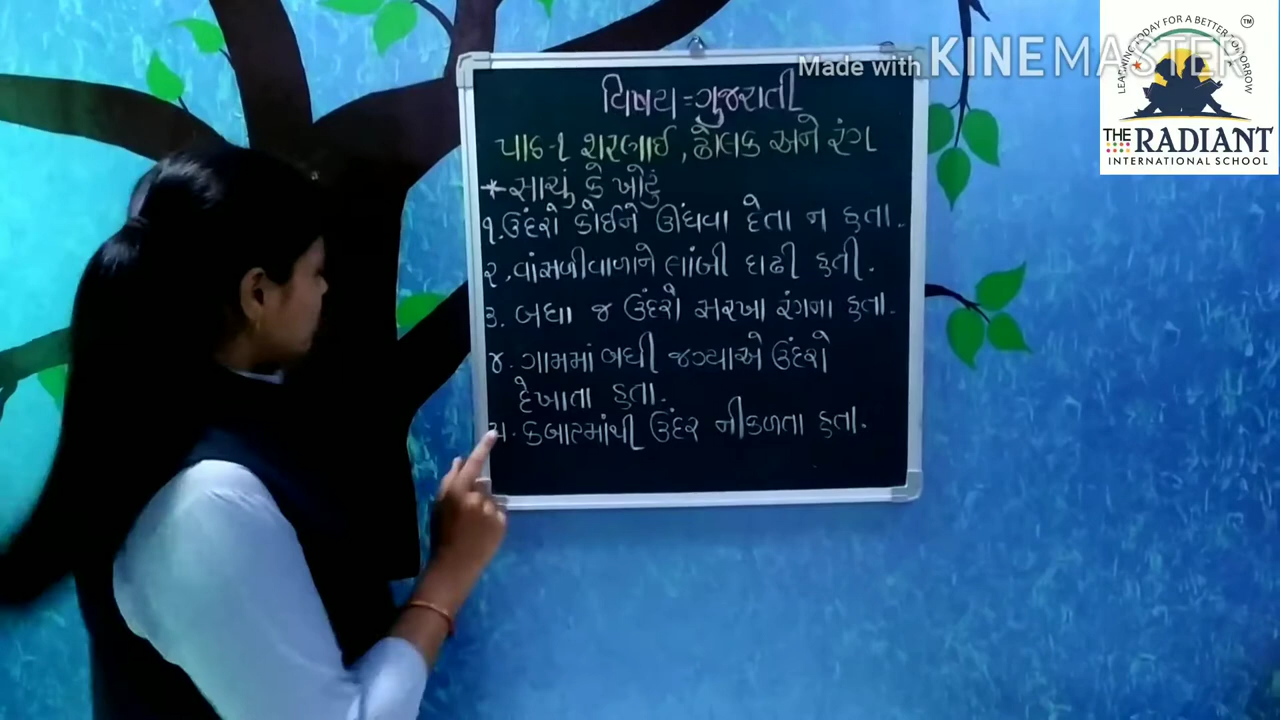 Made with KINEMASTER
LEARNING TODAY FOR A BETTER TOMORROW
TM
THE RADIANT
INTERNATIONAL SCHOOL
વિષય = ગુજરાતી
પાઠ-૧ શરણાઈ, ઢોલક અને રંગ
* સાચું કે ખોટું
૧. ઉંદરો કોઈને ઊંઘવા દેતા ન હતા.
૨. વાંસળીવાળાને લાંબી દાઢી હતી.
૩. બધા જ ઉંદરો સરખા રંગના હતા.
૪. ગામમાં બધી જગ્યાએ ઉંદરો
દેખાતા હતા.
૫. કબાટમાંથી ઉંદર નીકળતા હતા.